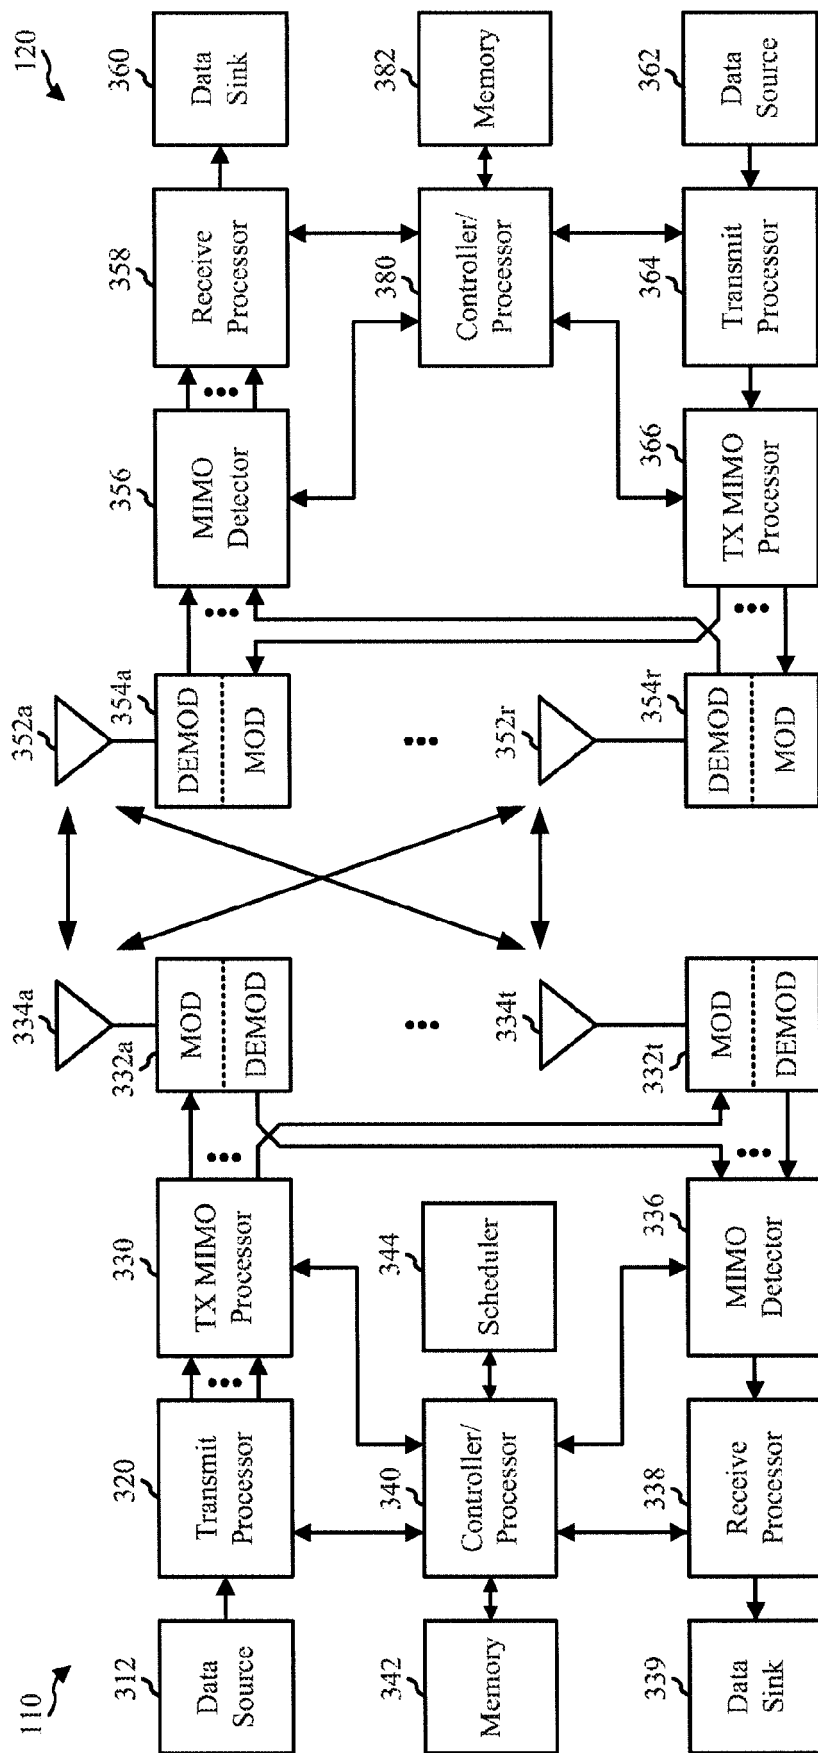 110
120
312
Data
Source
320
Transmit
Processor
330
TX MIMO
Processor
332a
MOD
DEMOD
334a
352a
354a
DEMOD
MOD
356
MIMO
Detector
358
Receive
Processor
360
Data
Sink
342
Memory
340
Controller/
Processor
344
Scheduler
380
Controller/
Processor
382
Memory
339
Data
Sink
338
Receive
Processor
336
MIMO
Detector
332t
MOD
DEMOD
334t
352r
354r
DEMOD
MOD
366
TX MIMO
Processor
364
Transmit
Processor
362
Data
Source